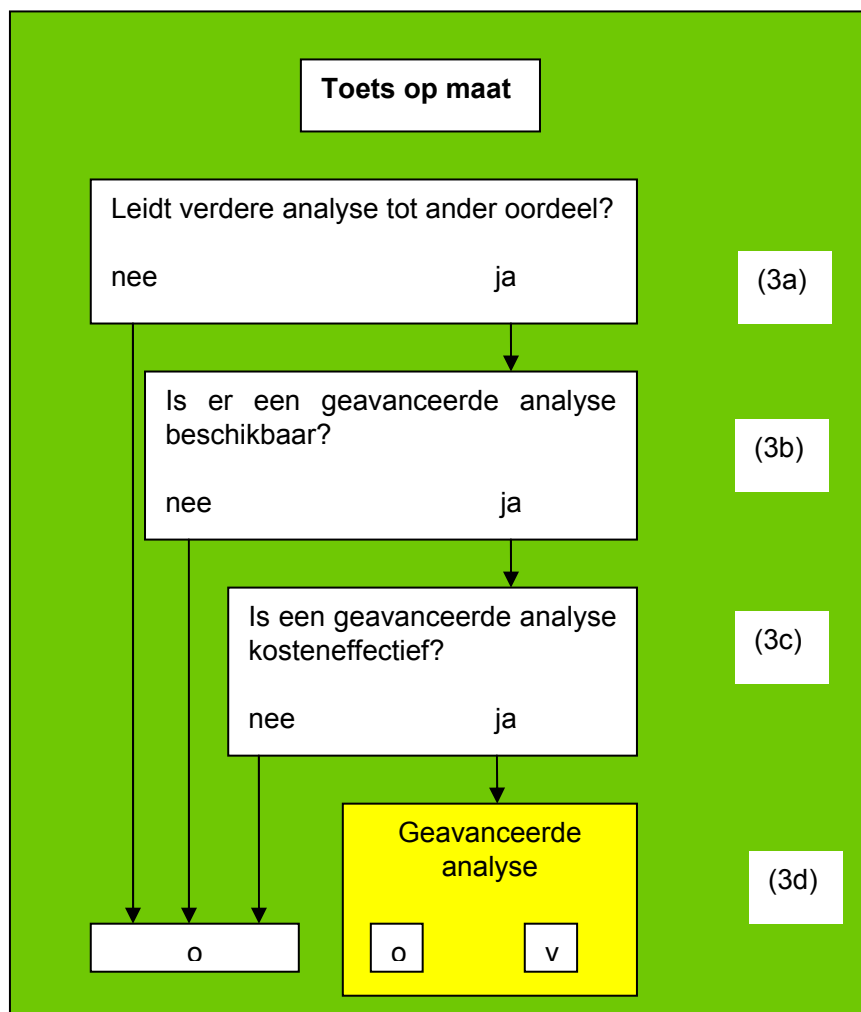 Toets op maat
Leidt verdere analyse tot ander oordeel?
nee ja
(3a)
Is er een geavanceerde analyse
beschikbaar?
nee ja
(3b)
Is een geavanceerde analyse
kosteneffectief?
nee ja
(3c)
Geavanceerde
analyse
(3d)
o o v